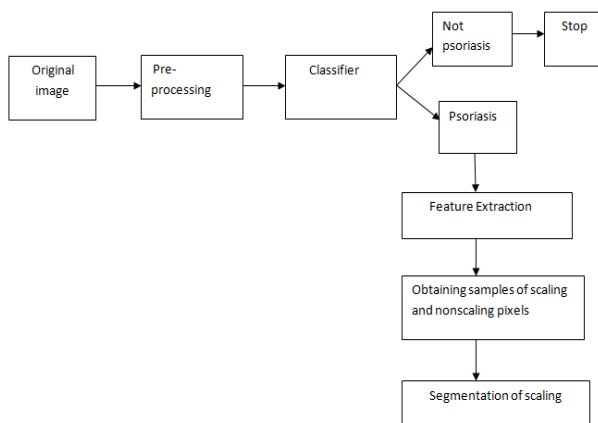 Original
image
Pre-
processing
Classifier
Not
psoriasis
Stop
Psoriasis
Feature Extraction
Obtaining samples of scaling
and nonscaling pixels
Segmentation of scaling